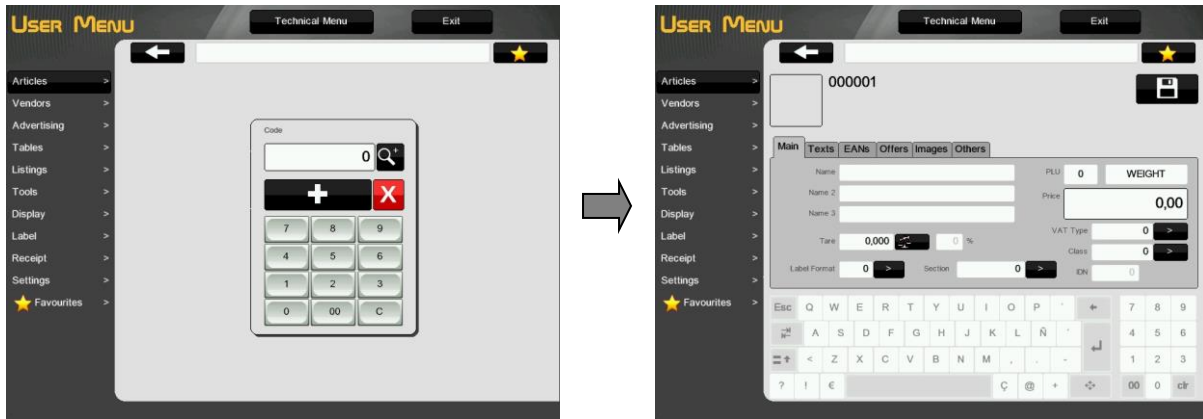 USER MENU
Technical Menu
Exit
Articles >
Vendors >
Advertising >
Tables >
Listings >
Tools >
Display >
Label >
Receipt >
Settings >
Favourites >
Code
0
X
7 8 9
4 5 6
1 2 3
0 00 C
USER MENU
Technical Menu
Exit
Articles >
Vendors >
Advertising >
Tables >
Listings >
Tools >
Display >
Label >
Receipt >
Settings >
Favourites >
000001
Main Texts EANs Offers Images Others
Name PLU 0 WEIGHT
Name 2 Price 0,00
Name 3
VAT Type 0 >
Tare 0,000 0 %
Class 0 >
Label Format 0 > Section 0 > IDN 0
Esc Q W E R T Y U I O P ` 7 8 9
A S D F G H J K L Ñ ´ 4 5 6
< Z X C V B N M , . - 1 2 3
? ! € Ç @ + 00 0 clr